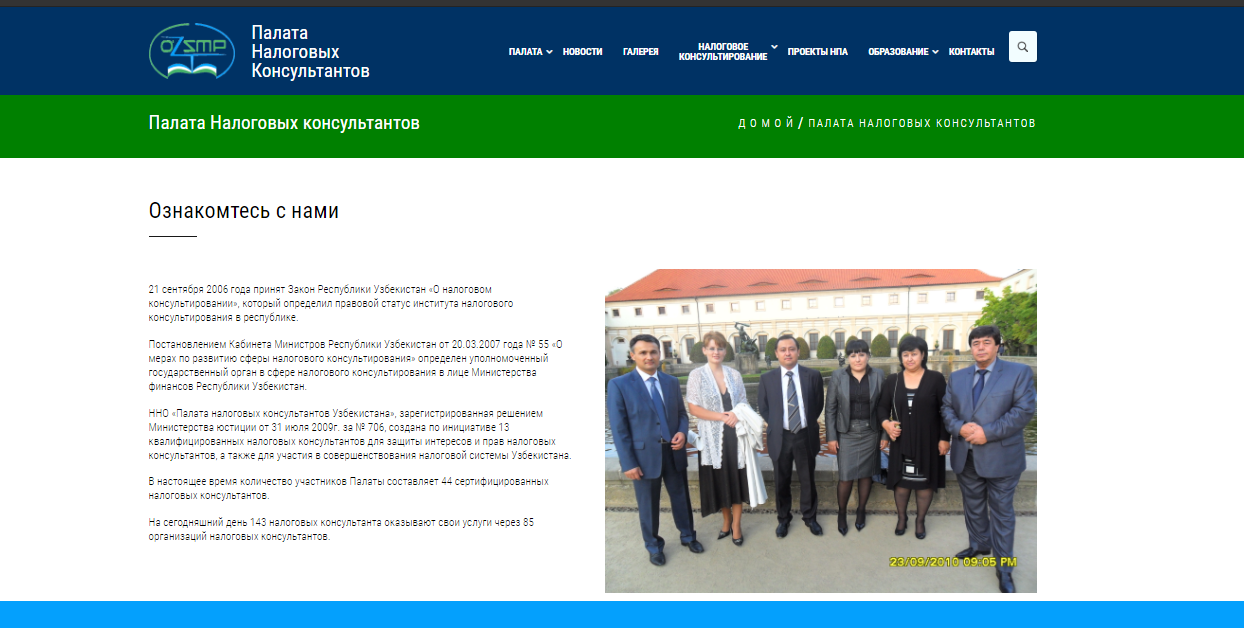 OZSMP
Палата
Налоговых
Консультантов
ПАЛАТА
НОВОСТИ
ГАЛЕРЕЯ
НАЛОГОВОЕ
КОНСУЛЬТИРОВАНИЕ
ПРОЕКТЫ НПА
ОБРАЗОВАНИЕ
КОНТАКТЫ
Палата Налоговых консультантов
ДОМОЙ / ПАЛАТА НАЛОГОВЫХ КОНСУЛЬТАНТОВ
Ознакомтесь с нами
21 сентября 2006 года принят Закон Республики Узбекистан «О налоговом
консультировании», который определил правовой статус института налогового
консультирования в республике.
Постановлением Кабинета Министров Республики Узбекистан от 20.03.2007 года № 55 «О
мерах по развитию сферы налогового консультирования» определен уполномоченный
государственный орган в сфере налогового консультирования в лице Министерства
финансов Республики Узбекистан.
ННО «Палата налоговых консультантов Узбекистана», зарегистрированная решением
Министерства юстиции от 31 июля 2009г. за № 706, создана по инициативе 13
квалифицированных налоговых консультантов для защиты интересов и прав налоговых
консультантов, а также для участия в совершенствования налоговой системы Узбекистана.
В настоящее время количество участников Палаты составляет 44 сертифицированных
налоговых консультантов.
На сегодняшний день 143 налоговых консультанта оказывают свои услуги через 85
организаций налоговых консультантов.
23/09/2010 09:05 PM